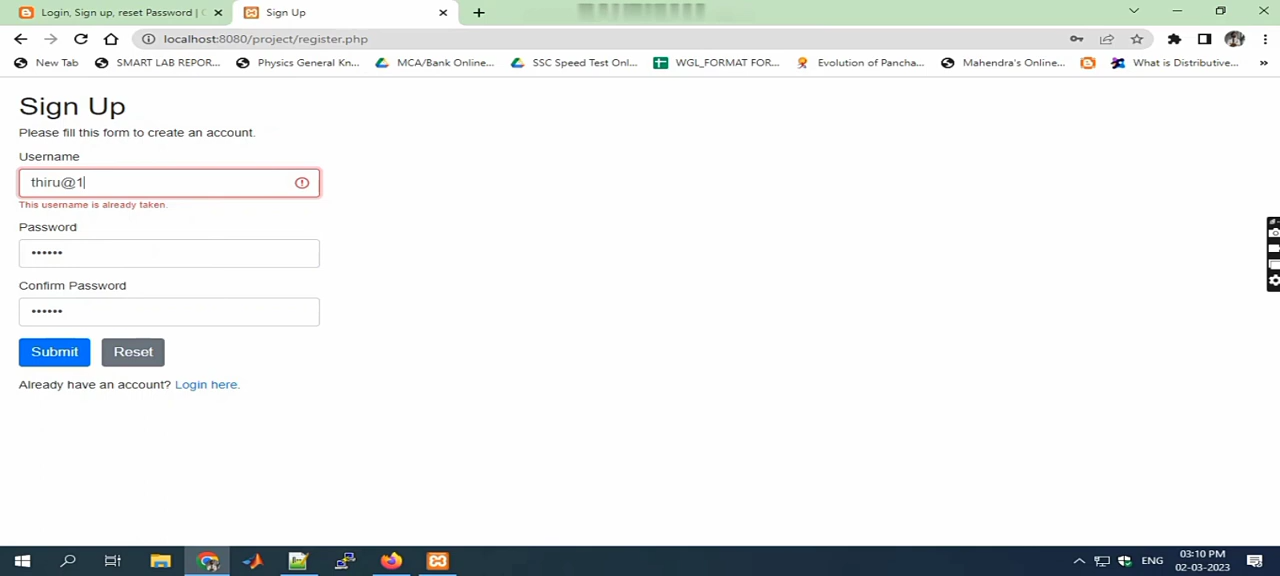 Login, Sign up, reset Password |
Sign Up
localhost:8080/project/register.php
New Tab
SMART LAB REPOR...
Physics General Kn...
MCA/Bank Online...
SSC Speed Test Onl...
WGL_FORMAT FOR...
Evolution of Pancha...
Mahendra's Online...
What is Distributive...
»
Sign Up
Please fill this form to create an account.
Username
thiru@1
This username is already taken.
Password
••••••
Confirm Password
••••••
Submit Reset
Already have an account? Login here.
ENG
03:10 PM
02-03-2023